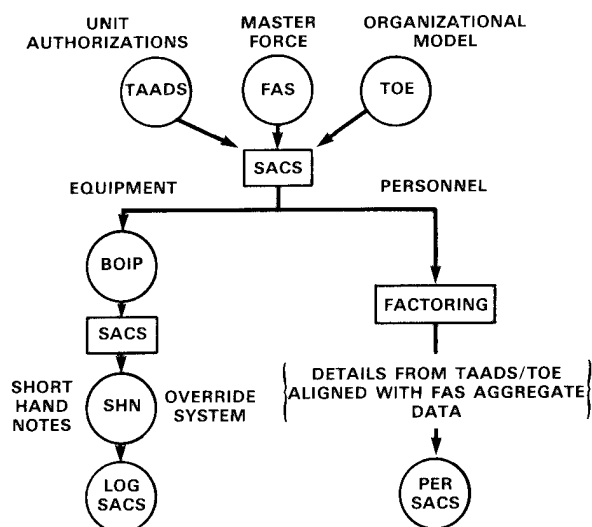 UNIT AUTHORIZATIONS
MASTER FORCE
ORGANIZATIONAL MODEL
TAADS
FAS
TOE
SACS
EQUIPMENT
PERSONNEL
BOIP
FACTORING
SACS
DETAILS FROM TAADS/TOE
ALIGNED WITH FAS AGGREGATE
DATA
SHORT
HAND
NOTES
SHN
OVERRIDE
SYSTEM
LOG
SACS
PER
SACS